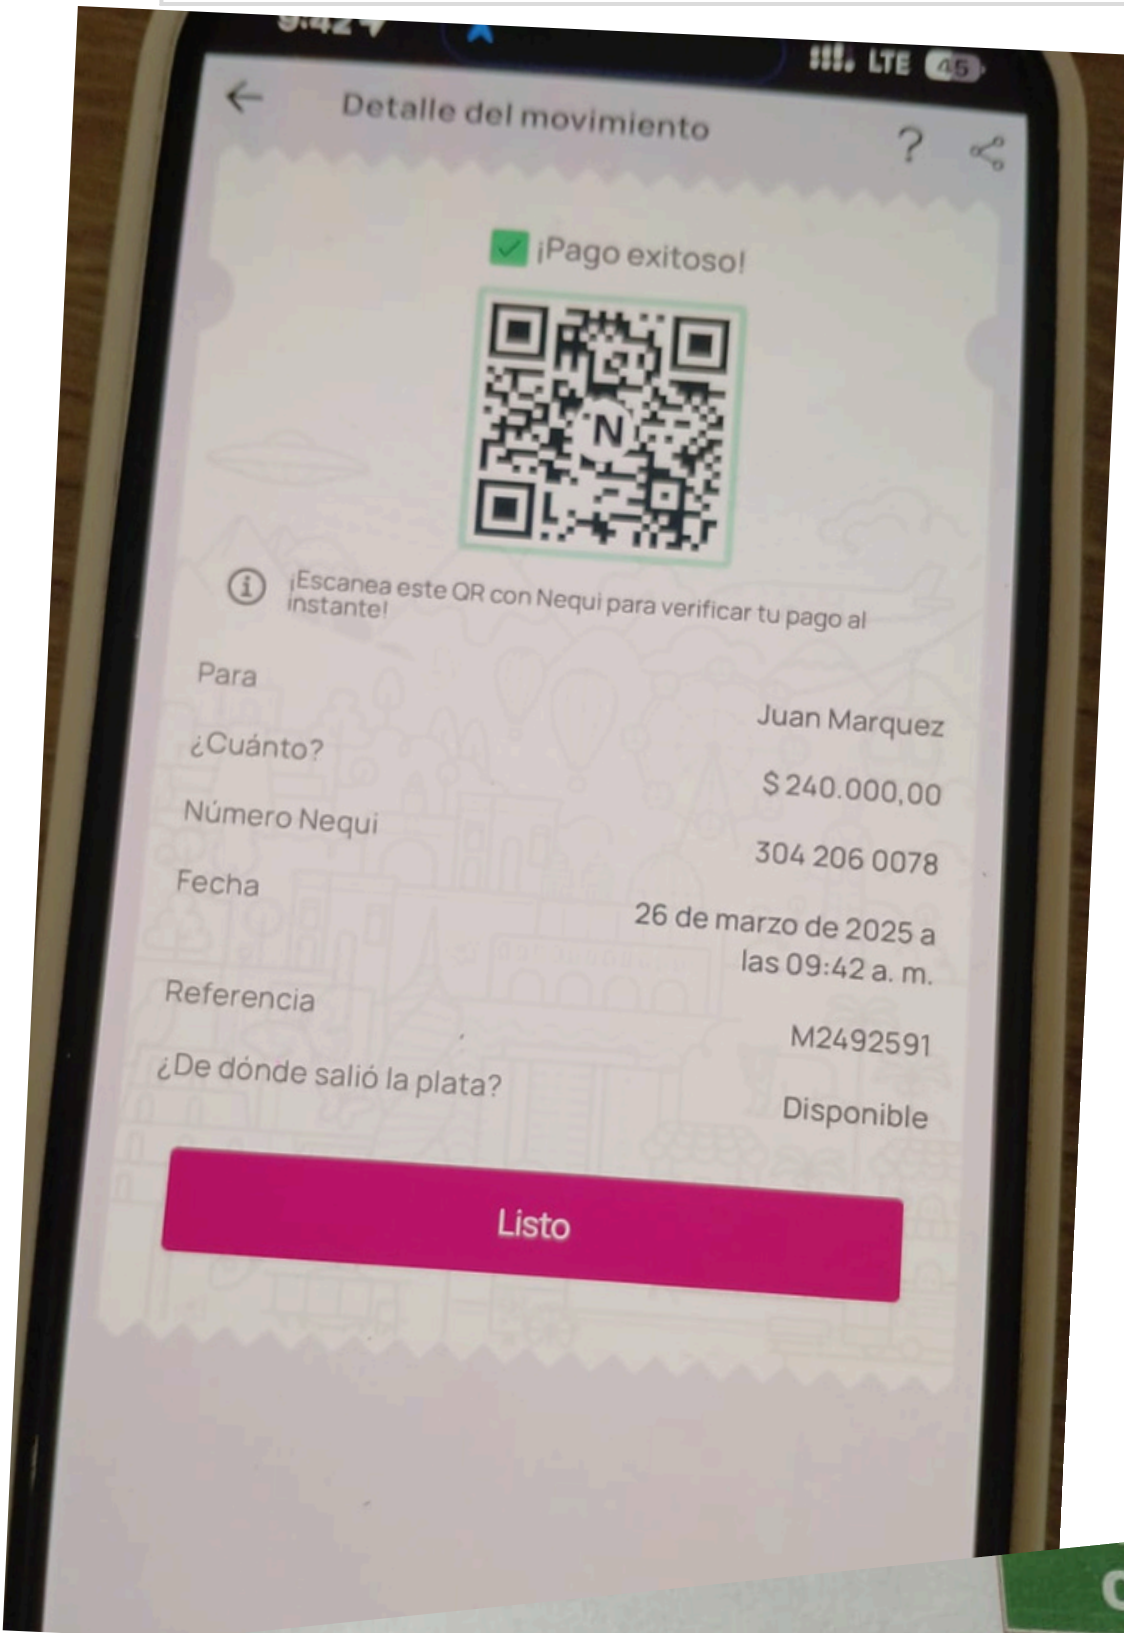 9:42
LTE 45
Detalle del movimiento
?
¡Pago exitoso!
N
¡Escanea este QR con Nequi para verificar tu pago al
instante!
Para
Juan Marquez
¿Cuánto?
$ 240.000,00
Número Nequi
304 206 0078
Fecha
26 de marzo de 2025 a
las 09:42 a. m.
Referencia
M2492591
¿De dónde salió la plata?
Disponible
Listo